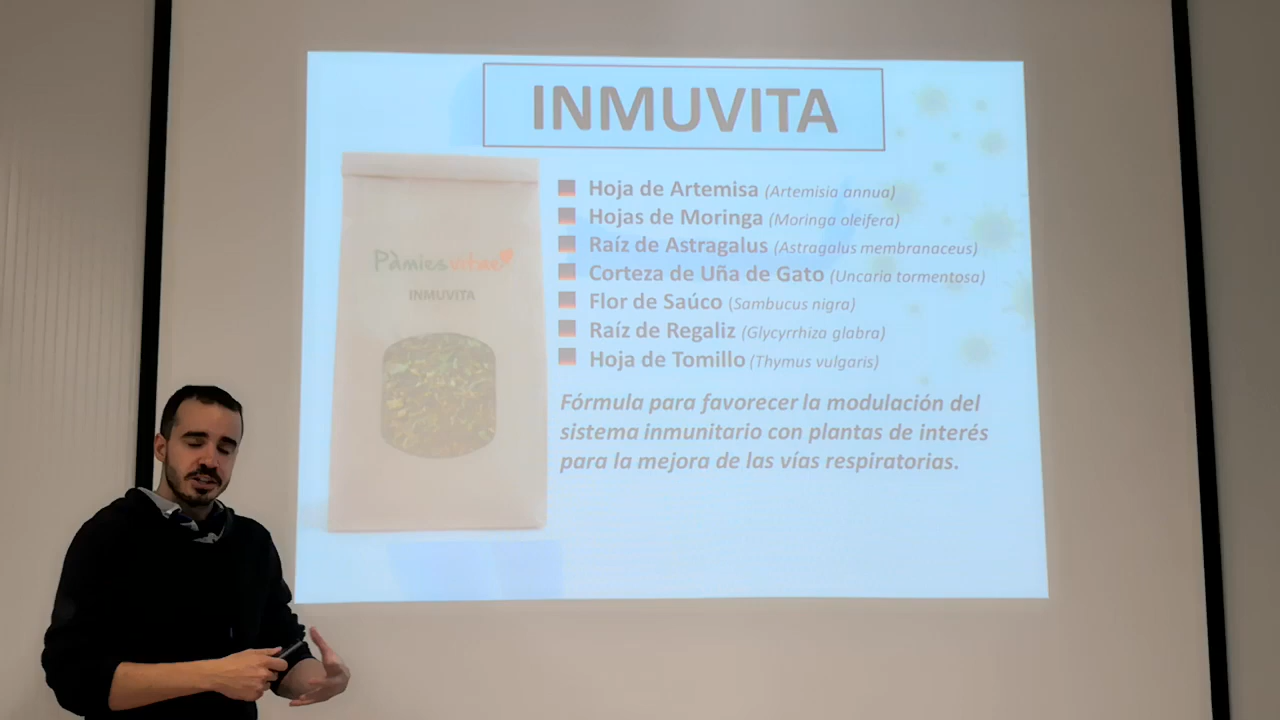 INMUVITA
Hoja de Artemisa (Artemisia annua)
Hojas de Moringa (Moringa oleifera)
Raíz de Astragalus (Astragalus membranaceus)
Corteza de Uña de Gato (Uncaria tormentosa)
Flor de Saúco (Sambucus nigra)
Raíz de Regaliz (Glycyrrhiza glabra)
Hoja de Tomillo (Thymus vulgaris)
Fórmula para favorecer la modulación del
sistema inmunitario con plantas de interés
para la mejora de las vías respiratorias.
Pàmiesvitae
INMUVITA